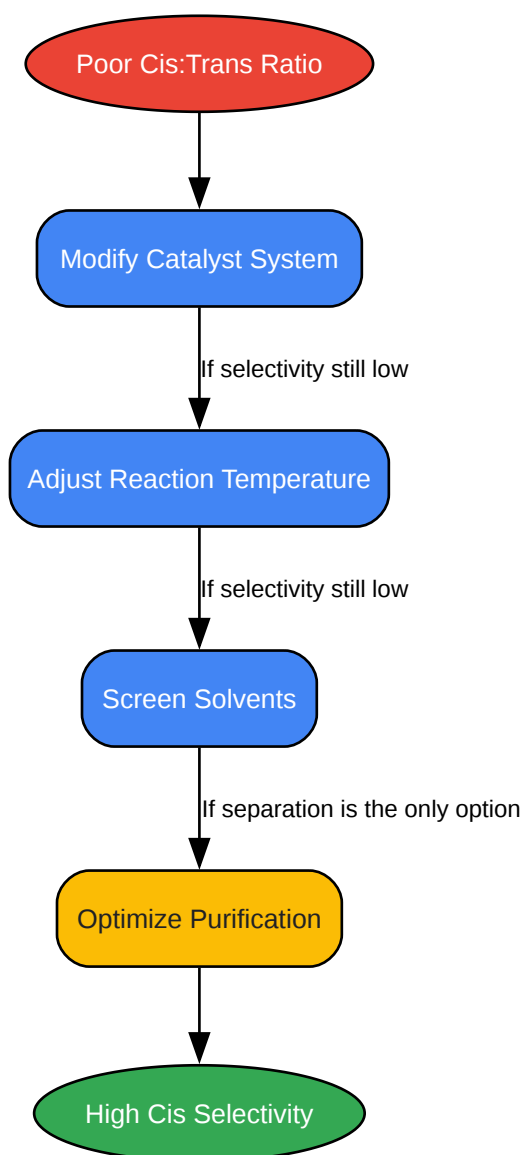 Poor Cis:Trans Ratio
Modify Catalyst System
If selectivity still low
Adjust Reaction Temperature
If selectivity still low
Screen Solvents
If separation is the only option
Optimize Purification
High Cis Selectivity